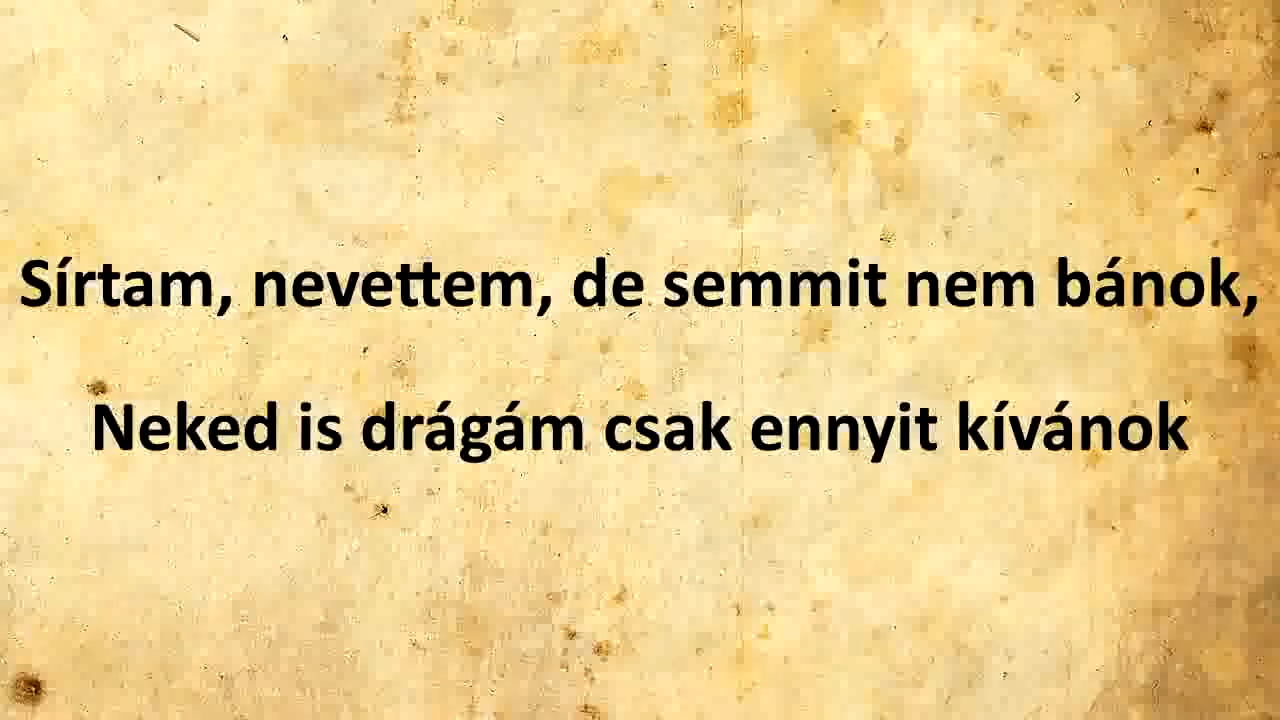 Sírtam, nevettem, de semmit nem bánok,
Neked is drágám csak ennyit kívánok